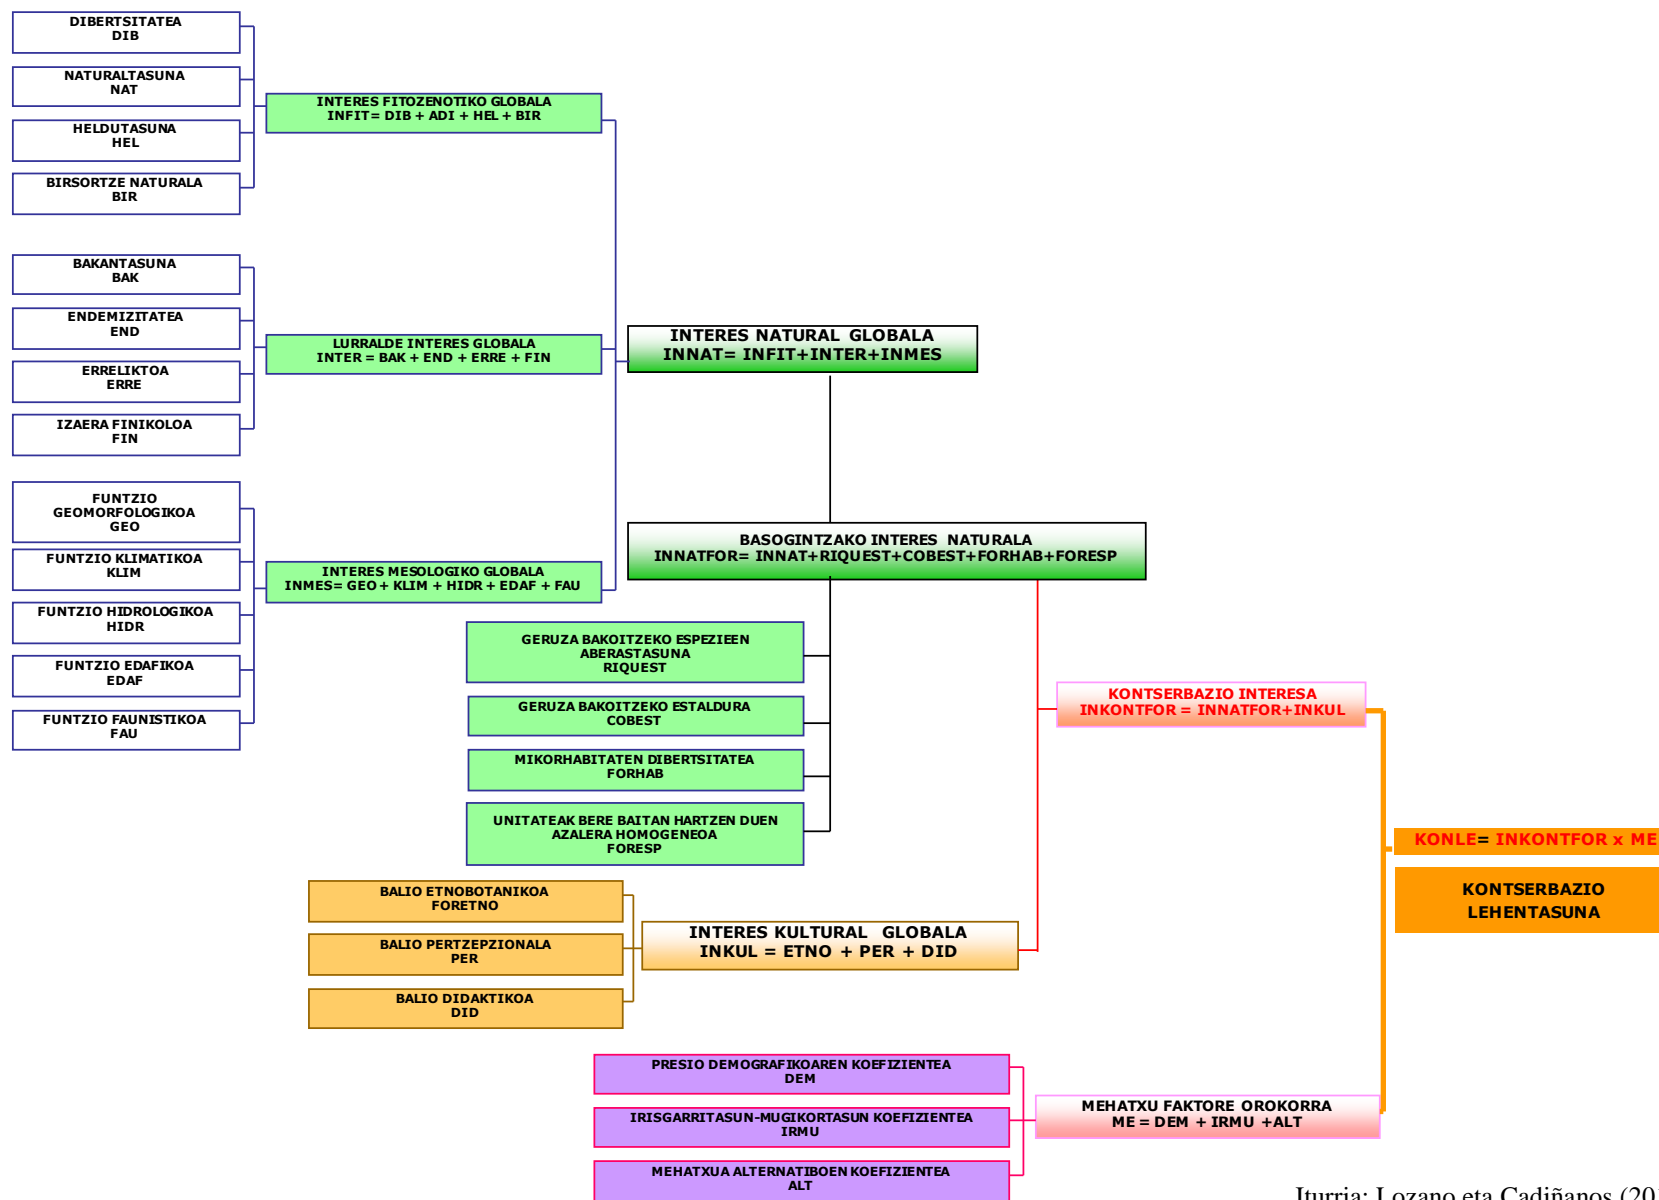 DIBERTSITATEA
DIB
NATURALTASUNA
NAT
HELDUTASUNA
HEL
BIRSORTZE NATURALA
BIR
INTERES FITOZENOTIKO GLOBALA
INFIT= DIB + ADI + HEL + BIR
BAKANTASUNA
BAK
ENDEMIZITATEA
END
ERRELIKTOA
ERRE
IZAERA FINIKOLOA
FIN
LURRALDE INTERES GLOBALA
INTER = BAK + END + ERRE + FIN
FUNTZIO
GEOMORFOLOGIKOA
GEO
FUNTZIO KLIMATIKOA
KLIM
FUNTZIO HIDROLOGIKOA
HIDR
FUNTZIO EDAFIKOA
EDAF
FUNTZIO FAUNISTIKOA
FAU
INTERES MESOLOGIKO GLOBALA
INMES= GEO + KLIM + HIDR + EDAF + FAU
INTERES NATURAL GLOBALA
INNAT= INFIT+INTER+INMES
BASOGINTZAKO INTERES NATURALA
INNATFOR= INNAT+RIQUEST+COBEST+FORHAB+FORESP
GERUZA BAKOITZEKO ESPEZIEEN
ABERASTASUNA
RIQUEST
GERUZA BAKOITZEKO ESTALDURA
COBEST
MIKORHABITATEN DIBERTSITATEA
FORHAB
UNITATEAK BERE BAITAN HARTZEN DUEN
AZALERA HOMOGENEOA
FORESP
BALIO ETNOBOTANIKOA
FORETNO
BALIO PERTZEPZIONALA
PER
BALIO DIDAKTIKOA
DID
INTERES KULTURAL GLOBALA
INKUL = ETNO + PER + DID
KONTSERBAZIO INTERESA
INKONTFOR = INNATFOR+INKUL
PRESIO DEMOGRAFIKOAREN KOEFIZIENTEA
DEM
IRISGARRITASUN-MUGIKORTASUN KOEFIZIENTEA
IRMU
MEHATXUA ALTERNATIBOEN KOEFIZIENTEA
ALT
MEHATXU FAKTORE OROKORRA
ME = DEM + IRMU +ALT
KONLE= INKONTFOR x ME
KONTSERBAZIO
LEHENTASUNA
Iturria: Lozano eta Cadiñanos (20